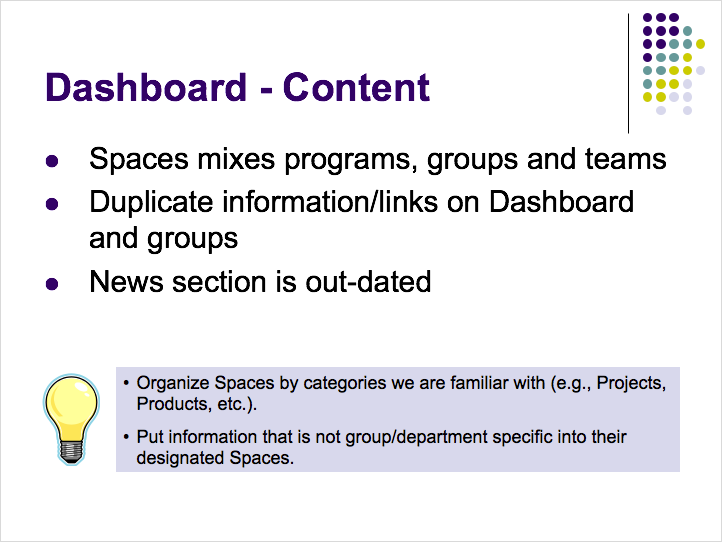 Dashboard - Content
● Spaces mixes programs, groups and teams
● Duplicate information/links on Dashboard
and groups
● News section is out-dated
• Organize Spaces by categories we are familiar with (e.g., Projects,
Products, etc.).
• Put information that is not group/department specific into their
designated Spaces.